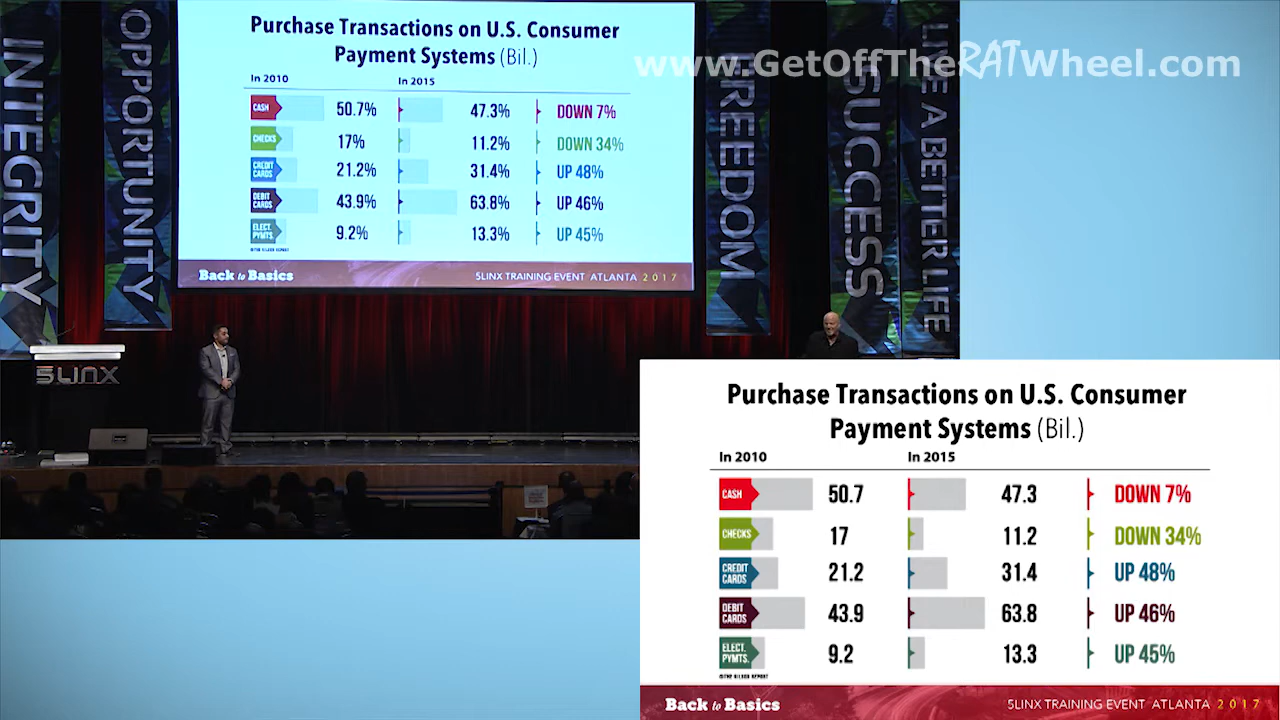 INTEGRITY
OPPORTUNITY
Purchase Transactions on U.S. Consumer
Payment Systems (Bil.)
In 2010 In 2015
CASH 50.7% 47.3% DOWN 7%
CHECKS 17% 11.2% DOWN 34%
CREDIT CARDS 21.2% 31.4% UP 48%
DEBIT CARDS 43.9% 63.8% UP 46%
ELECT. PYMTS. 9.2% 13.3% UP 45%
©THE NILSON REPORT
Back to Basics 5LINX TRAINING EVENT ATLANTA 2017
www.GetOffTheRATWheel.com
FREEDOM
SUCCESS
LIVE A BETTER LIFE
5LINX
Purchase Transactions on U.S. Consumer
Payment Systems (Bil.)
In 2010 In 2015
CASH 50.7 47.3 DOWN 7%
CHECKS 17 11.2 DOWN 34%
CREDIT CARDS 21.2 31.4 UP 48%
DEBIT CARDS 43.9 63.8 UP 46%
ELECT. PYMTS. 9.2 13.3 UP 45%
©THE NILSON REPORT
Back to Basics 5LINX TRAINING EVENT ATLANTA 2017